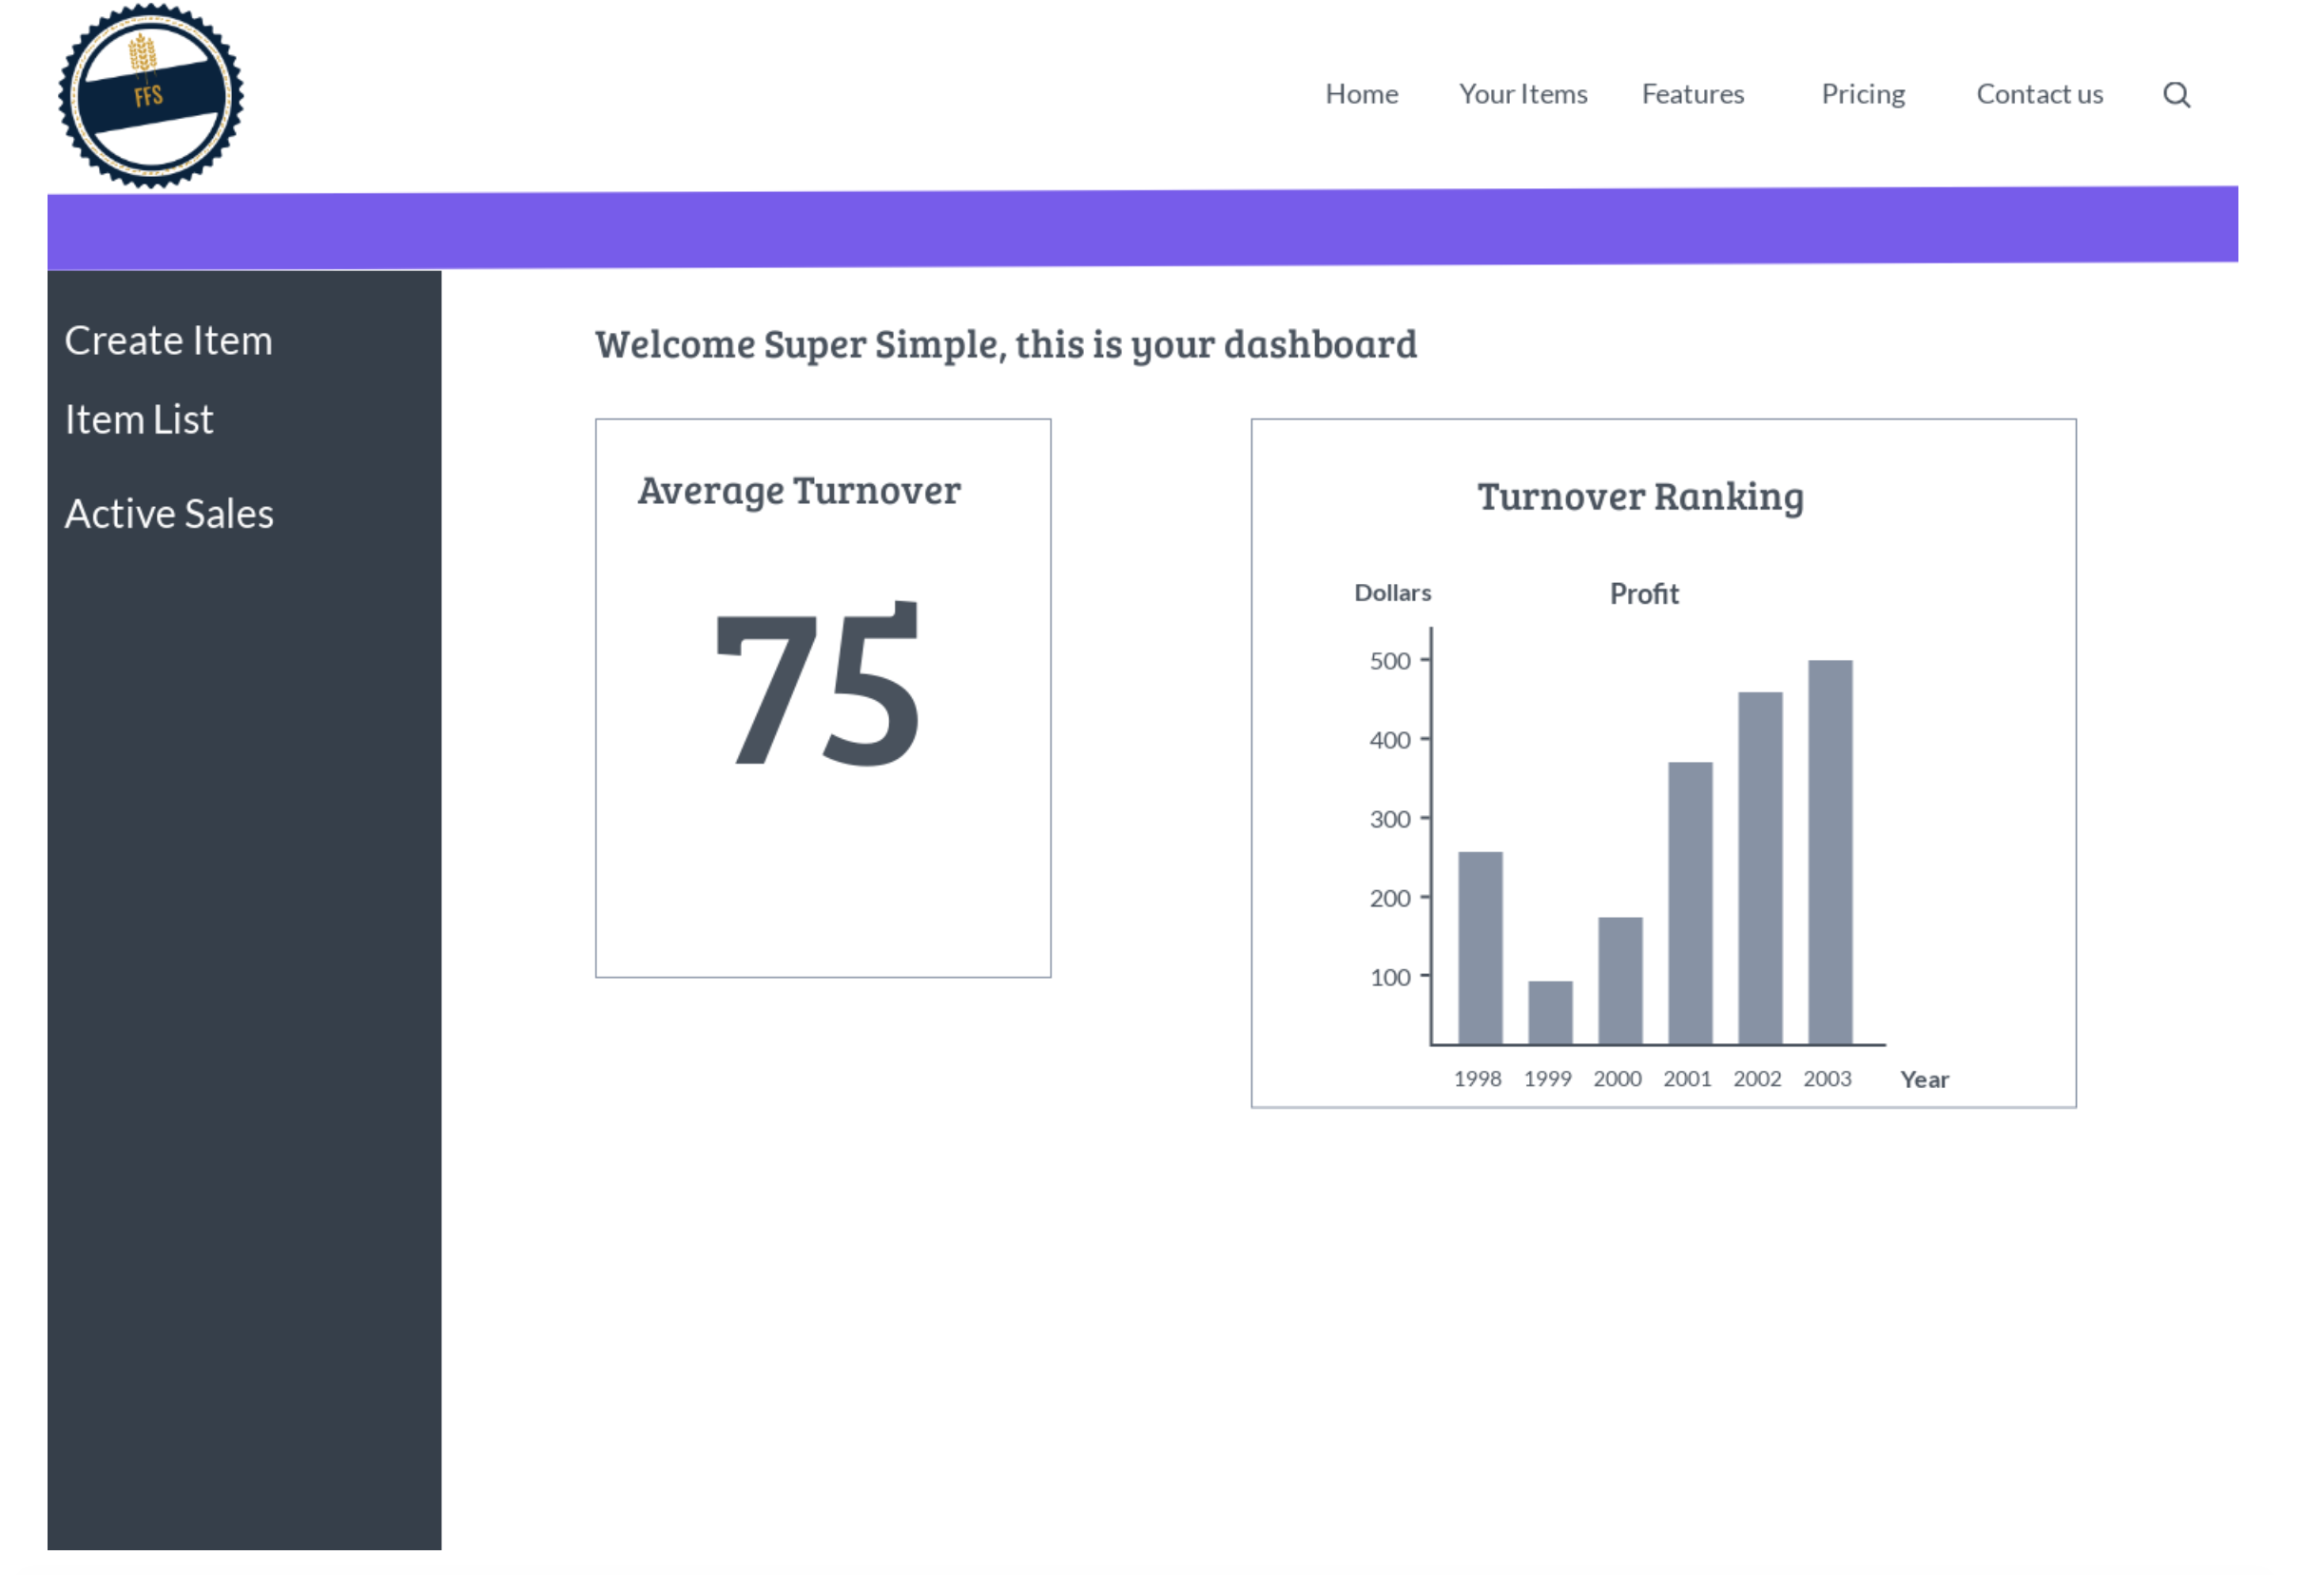 FFS
Home Your Items Features Pricing Contact us
Create Item
Item List
Active Sales
Welcome Super Simple, this is your dashboard
Average Turnover
75
Turnover Ranking
Dollars Profit
500
400
300
200
100
1998 1999 2000 2001 2002 2003 Year